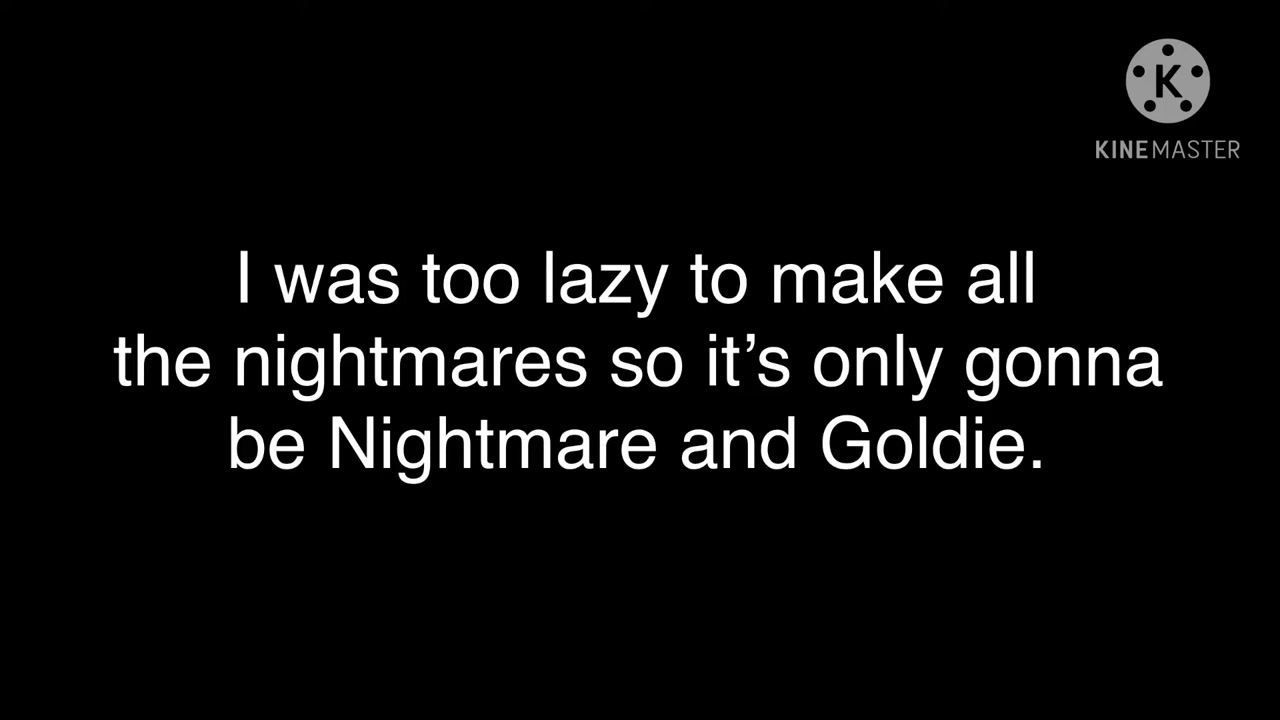 K
KINEMASTER
I was too lazy to make all
the nightmares so it’s only gonna
be Nightmare and Goldie.